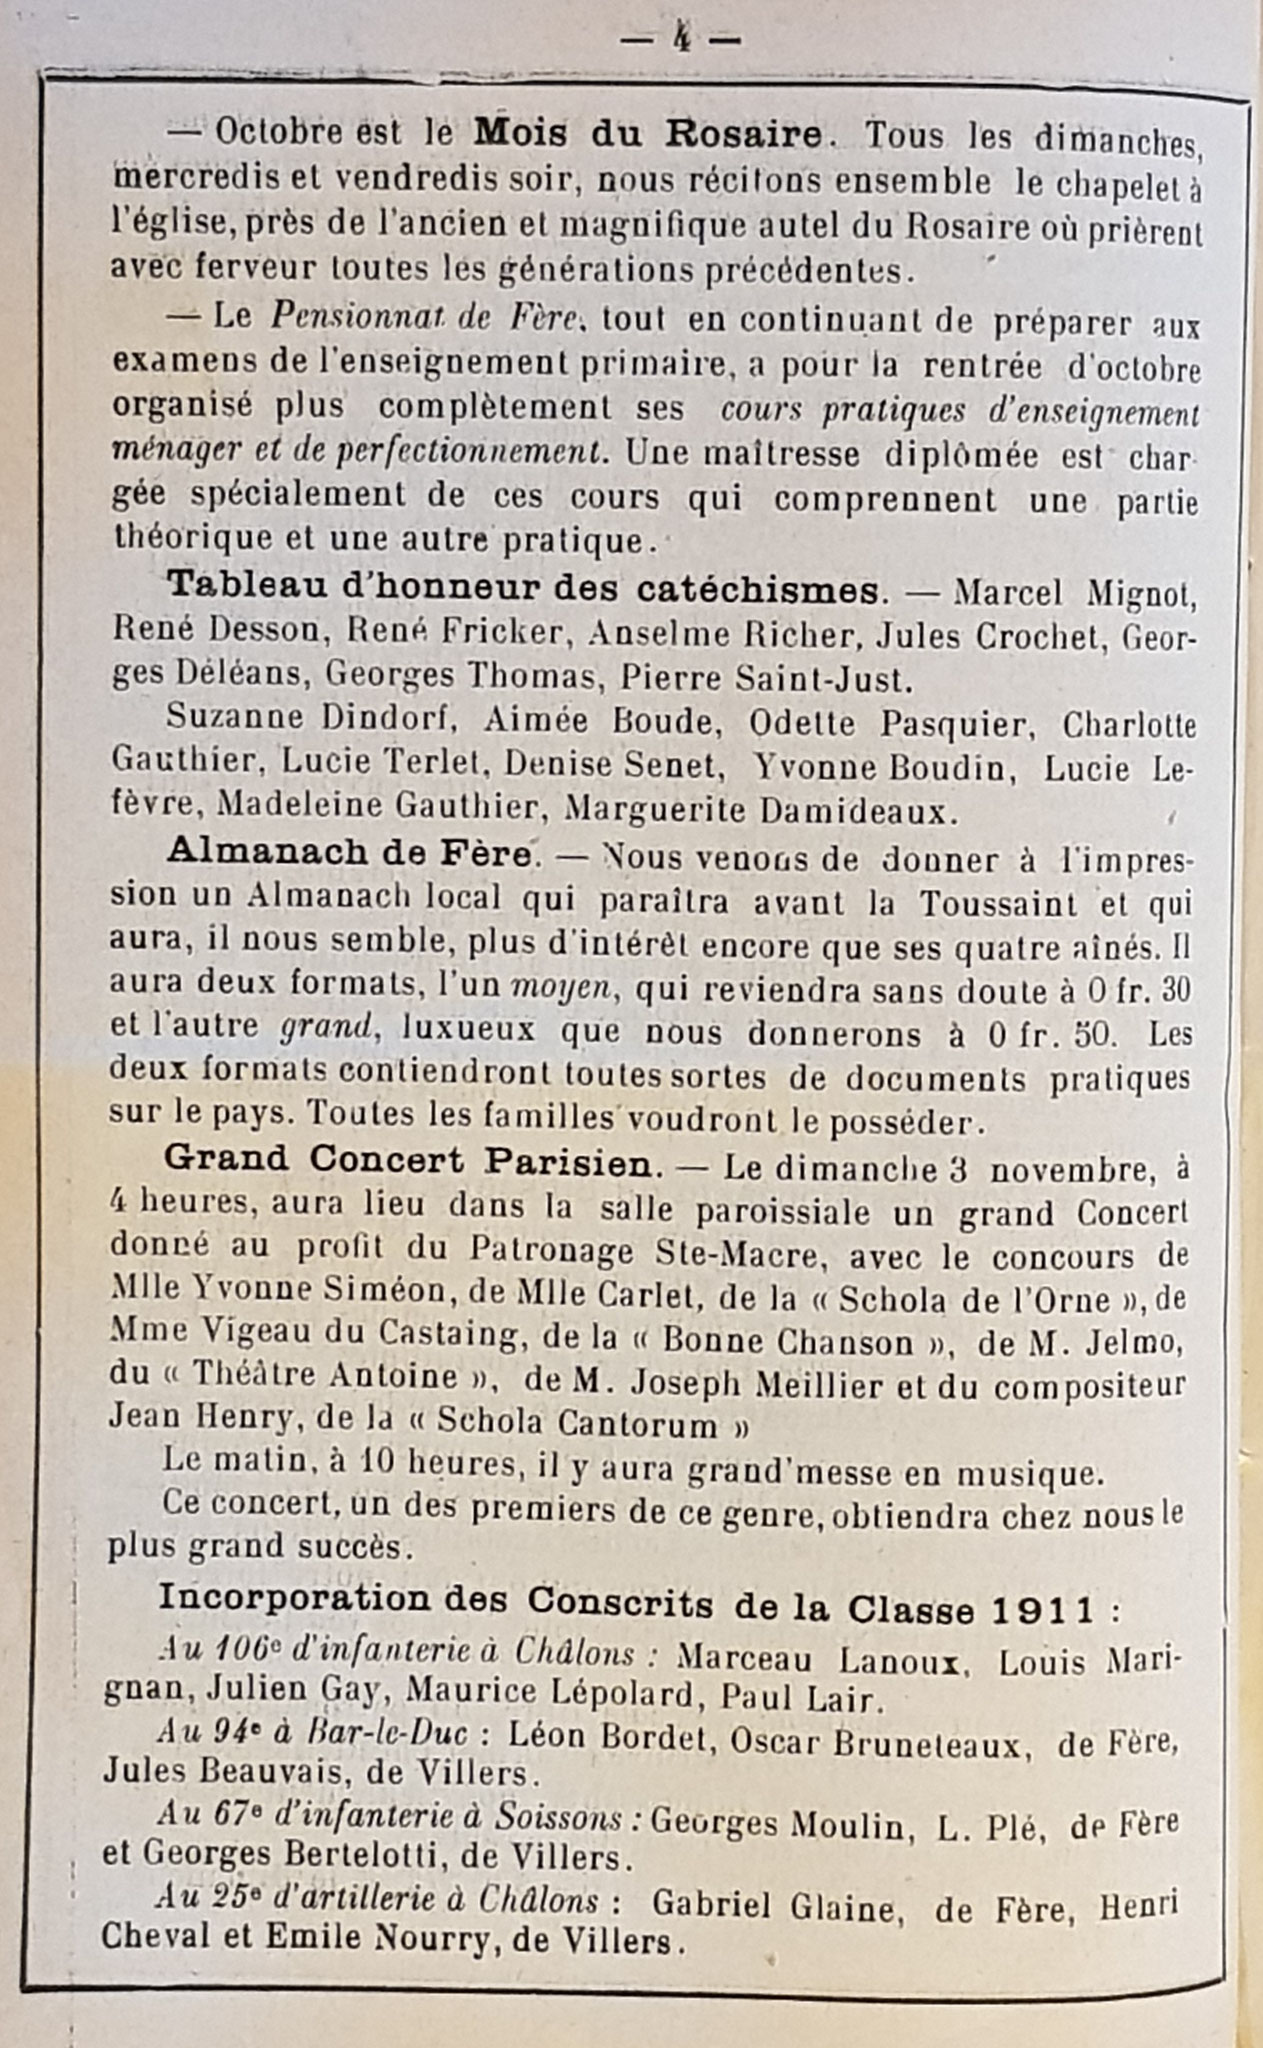 — 4 —
— Octobre est le Mois du Rosaire. Tous les dimanches,
mercredis et vendredis soir, nous récitons ensemble le chapelet à
l'église, près de l'ancien et magnifique autel du Rosaire où prièrent
avec ferveur toutes les générations précédentes.
— Le Pensionnat de Fère, tout en continuant de préparer aux
examens de l'enseignement primaire, a pour la rentrée d'octobre
organisé plus complètement ses cours pratiques d'enseignement
ménager et de perfectionnement. Une maîtresse diplômée est char-
gée spécialement de ces cours qui comprennent une partie
théorique et une autre pratique.
Tableau d'honneur des catéchismes. — Marcel Mignot,
René Desson, René Fricker, Anselme Richer, Jules Crochet, Geor-
ges Déléans, Georges Thomas, Pierre Saint-Just.
Suzanne Dindorf, Aimée Boude, Odette Pasquier, Charlotte
Gauthier, Lucie Terlet, Denise Senet, Yvonne Boudin, Lucie Le-
fèvre, Madeleine Gauthier, Marguerite Damideaux.
Almanach de Fère. — Nous venons de donner à l'impres-
sion un Almanach local qui paraîtra avant la Toussaint et qui
aura, il nous semble, plus d'intérêt encore que ses quatre aînés. Il
aura deux formats, l'un moyen, qui reviendra sans doute à 0 fr. 30
et l'autre grand, luxueux que nous donnerons à 0 fr. 50. Les
deux formats contiendront toutes sortes de documents pratiques
sur le pays. Toutes les familles voudront le posséder.
Grand Concert Parisien. — Le dimanche 3 novembre, à
4 heures, aura lieu dans la salle paroissiale un grand Concert
donné au profit du Patronage Ste-Macre, avec le concours de
Mlle Yvonne Siméon, de Mlle Carlet, de la « Schola de l'Orne », de
Mme Vigeau du Castaing, de la « Bonne Chanson », de M. Jelmo,
du « Théâtre Antoine », de M. Joseph Meillier et du compositeur
Jean Henry, de la « Schola Cantorum »
Le matin, à 10 heures, il y aura grand'messe en musique.
Ce concert, un des premiers de ce genre, obtiendra chez nous le
plus grand succès.
Incorporation des Conscrits de la Classe 1911 :
Au 106e d'infanterie à Châlons : Marceau Lanoux, Louis Mari-
gnan, Julien Gay, Maurice Lépolard, Paul Lair.
Au 94e à Bar-le-Duc : Léon Bordet, Oscar Bruneteaux, de Fère,
Jules Beauvais, de Villers.
Au 67e d'infanterie à Soissons : Georges Moulin, L. Plé, de Fère
et Georges Bertelotti, de Villers.
Au 25e d'artillerie à Châlons : Gabriel Glaine, de Fère, Henri
Cheval et Emile Nourry, de Villers.